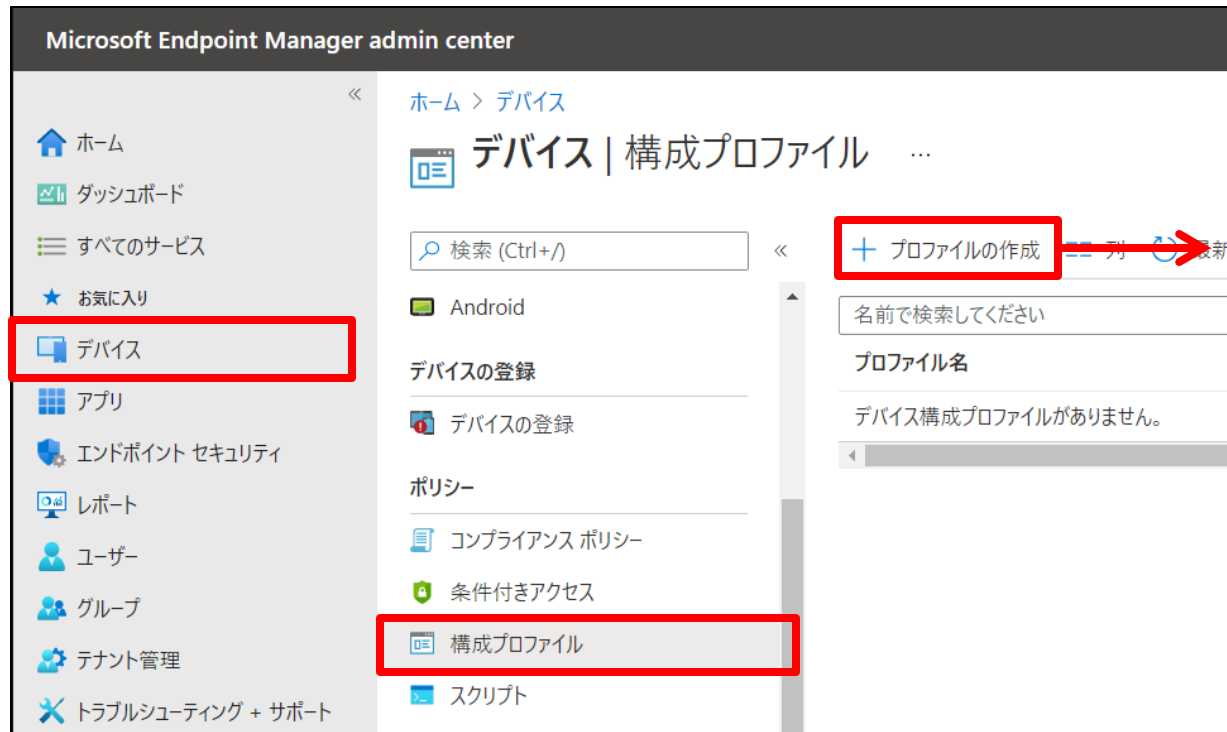 Microsoft Endpoint Manager admin center
«
ホーム
ダッシュボード
すべてのサービス
お気に入り
デバイス
アプリ
エンドポイント セキュリティ
レポート
ユーザー
グループ
テナント管理
トラブルシューティング + サポート
ホーム > デバイス
デバイス | 構成プロファイル ...
検索 (Ctrl+/)
«
Android
デバイスの登録
デバイスの登録
ポリシー
コンプライアンス ポリシー
条件付きアクセス
構成プロファイル
スクリプト
+ プロファイルの作成 列 最新
名前で検索してください
プロファイル名
デバイス構成プロファイルがありません。